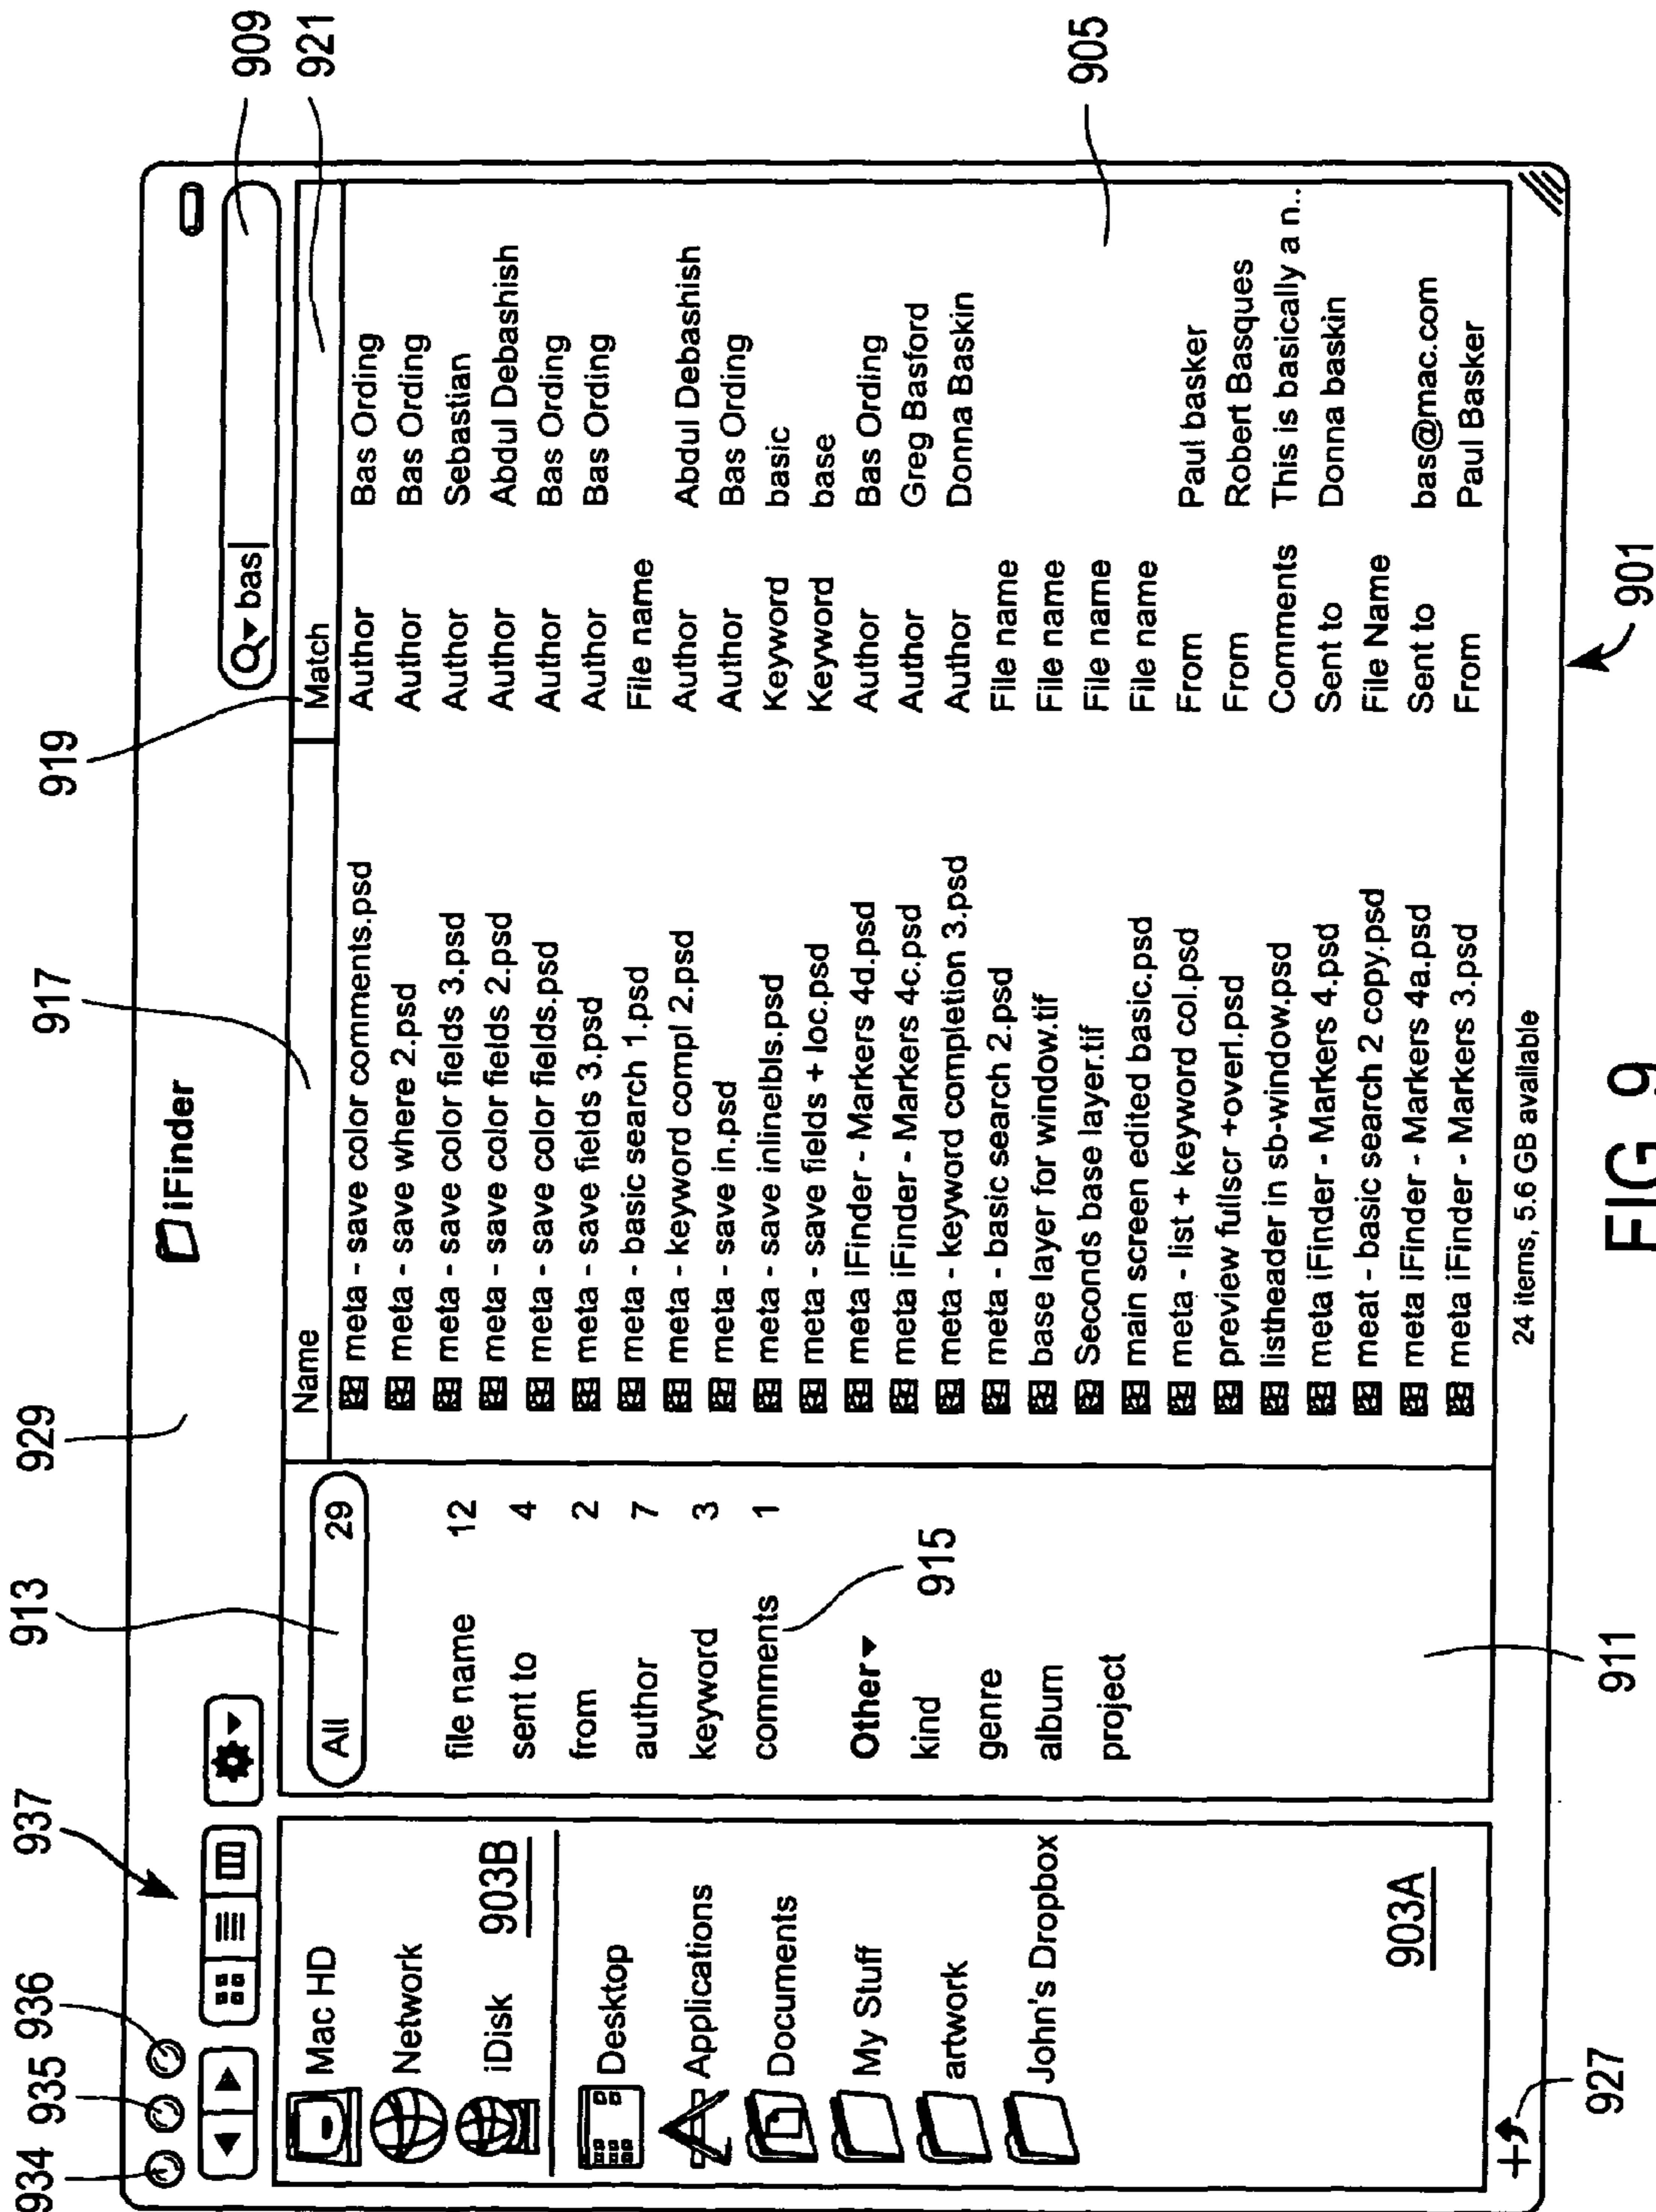 934 935 936 937 913 929 917 919 909
921
iFinder
bas
Mac HD
Network
iDisk
903B
Desktop
Applications
Documents
My Stuff
artwork
John's Dropbox
903A
All 29
file name 12
sent to 4
from 2
author 7
keyword 3
comments 1
915
Other
kind
genre
album
project
Name Match
meta - save color comments.psd Author Bas Ording
meta - save where 2.psd Author Bas Ording
meta - save color fields 3.psd Author Sebastian
meta - save color fields 2.psd Author Abdul Debashish
meta - save color fields.psd Author Bas Ording
meta - save fields 3.psd Author Bas Ording
meta - basic search 1.psd File name
meta - keyword compl 2.psd Author Abdul Debashish
meta - save in.psd Author Bas Ording
meta - save inlinelbls.psd Keyword basic
meta - save fields + loc.psd Keyword base
meta iFinder - Markers 4d.psd Author Bas Ording
meta iFinder - Markers 4c.psd Author Greg Basford
meta - keyword completion 3.psd Author Donna Baskin
meta - basic search 2.psd File name
base layer for window.tif File name
Seconds base layer.tif File name
main screen edited basic.psd File name
meta - list + keyword col.psd From Paul basker
preview fullscr +overl.psd From Robert Basques
listheader in sb-window.psd Comments This is basically a n..
meta iFinder - Markers 4.psd Sent to Donna baskin
meat - basic search 2 copy.psd File Name
meta iFinder - Markers 4a.psd Sent to bas@mac.com
meta iFinder - Markers 3.psd From Paul Basker
905
24 items, 5.6 GB available
927 911 901
FIG. 9